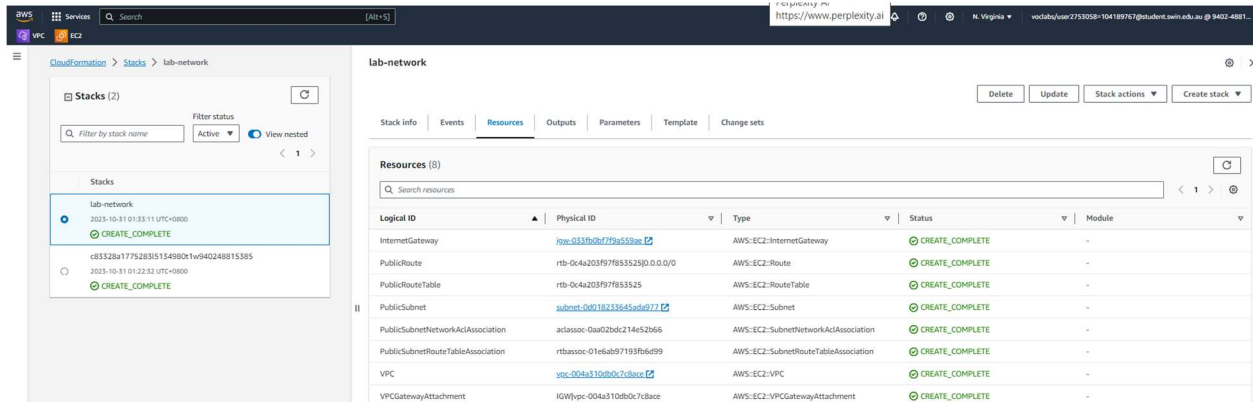 Perplexity AI
aws Services Search [Alt+S] N. Virginia voclabs/user2753058=104189767@student.swin.edu.au @ 9402-4881...
https://www.perplexity.ai
VPC EC2
CloudFormation > Stacks > lab-network
Stacks (2)
Filter status
Filter by stack name Active View nested
1
Stacks
lab-network
2023-10-31 01:33:11 UTC+0800
CREATE_COMPLETE
c83328a1775283l5134980t1w940248815385
2023-10-31 01:22:32 UTC+0800
CREATE_COMPLETE
lab-network
Delete Update Stack actions Create stack
Stack info Events Resources Outputs Parameters Template Change sets
Resources (8)
Search resources 1
Logical ID Physical ID Type Status Module
InternetGateway igw-033fb0bf7f9a559ae AWS::EC2::InternetGateway CREATE_COMPLETE -
PublicRoute rtb-0c4a203f97f853525|0.0.0.0/0 AWS::EC2::Route CREATE_COMPLETE -
PublicRouteTable rtb-0c4a203f97f853525 AWS::EC2::RouteTable CREATE_COMPLETE -
PublicSubnet subnet-0d018233645ada977 AWS::EC2::Subnet CREATE_COMPLETE -
PublicSubnetNetworkAclAssociation aclassoc-0aa02bdc214e52b66 AWS::EC2::SubnetNetworkAclAssociation CREATE_COMPLETE -
PublicSubnetRouteTableAssociation rtbassoc-01e6ab97193fb6d99 AWS::EC2::SubnetRouteTableAssociation CREATE_COMPLETE -
VPC vpc-004a310db0c7c8ace AWS::EC2::VPC CREATE_COMPLETE -
VPCGatewayAttachment IGW|vpc-004a310db0c7c8ace AWS::EC2::VPCGatewayAttachment CREATE_COMPLETE -